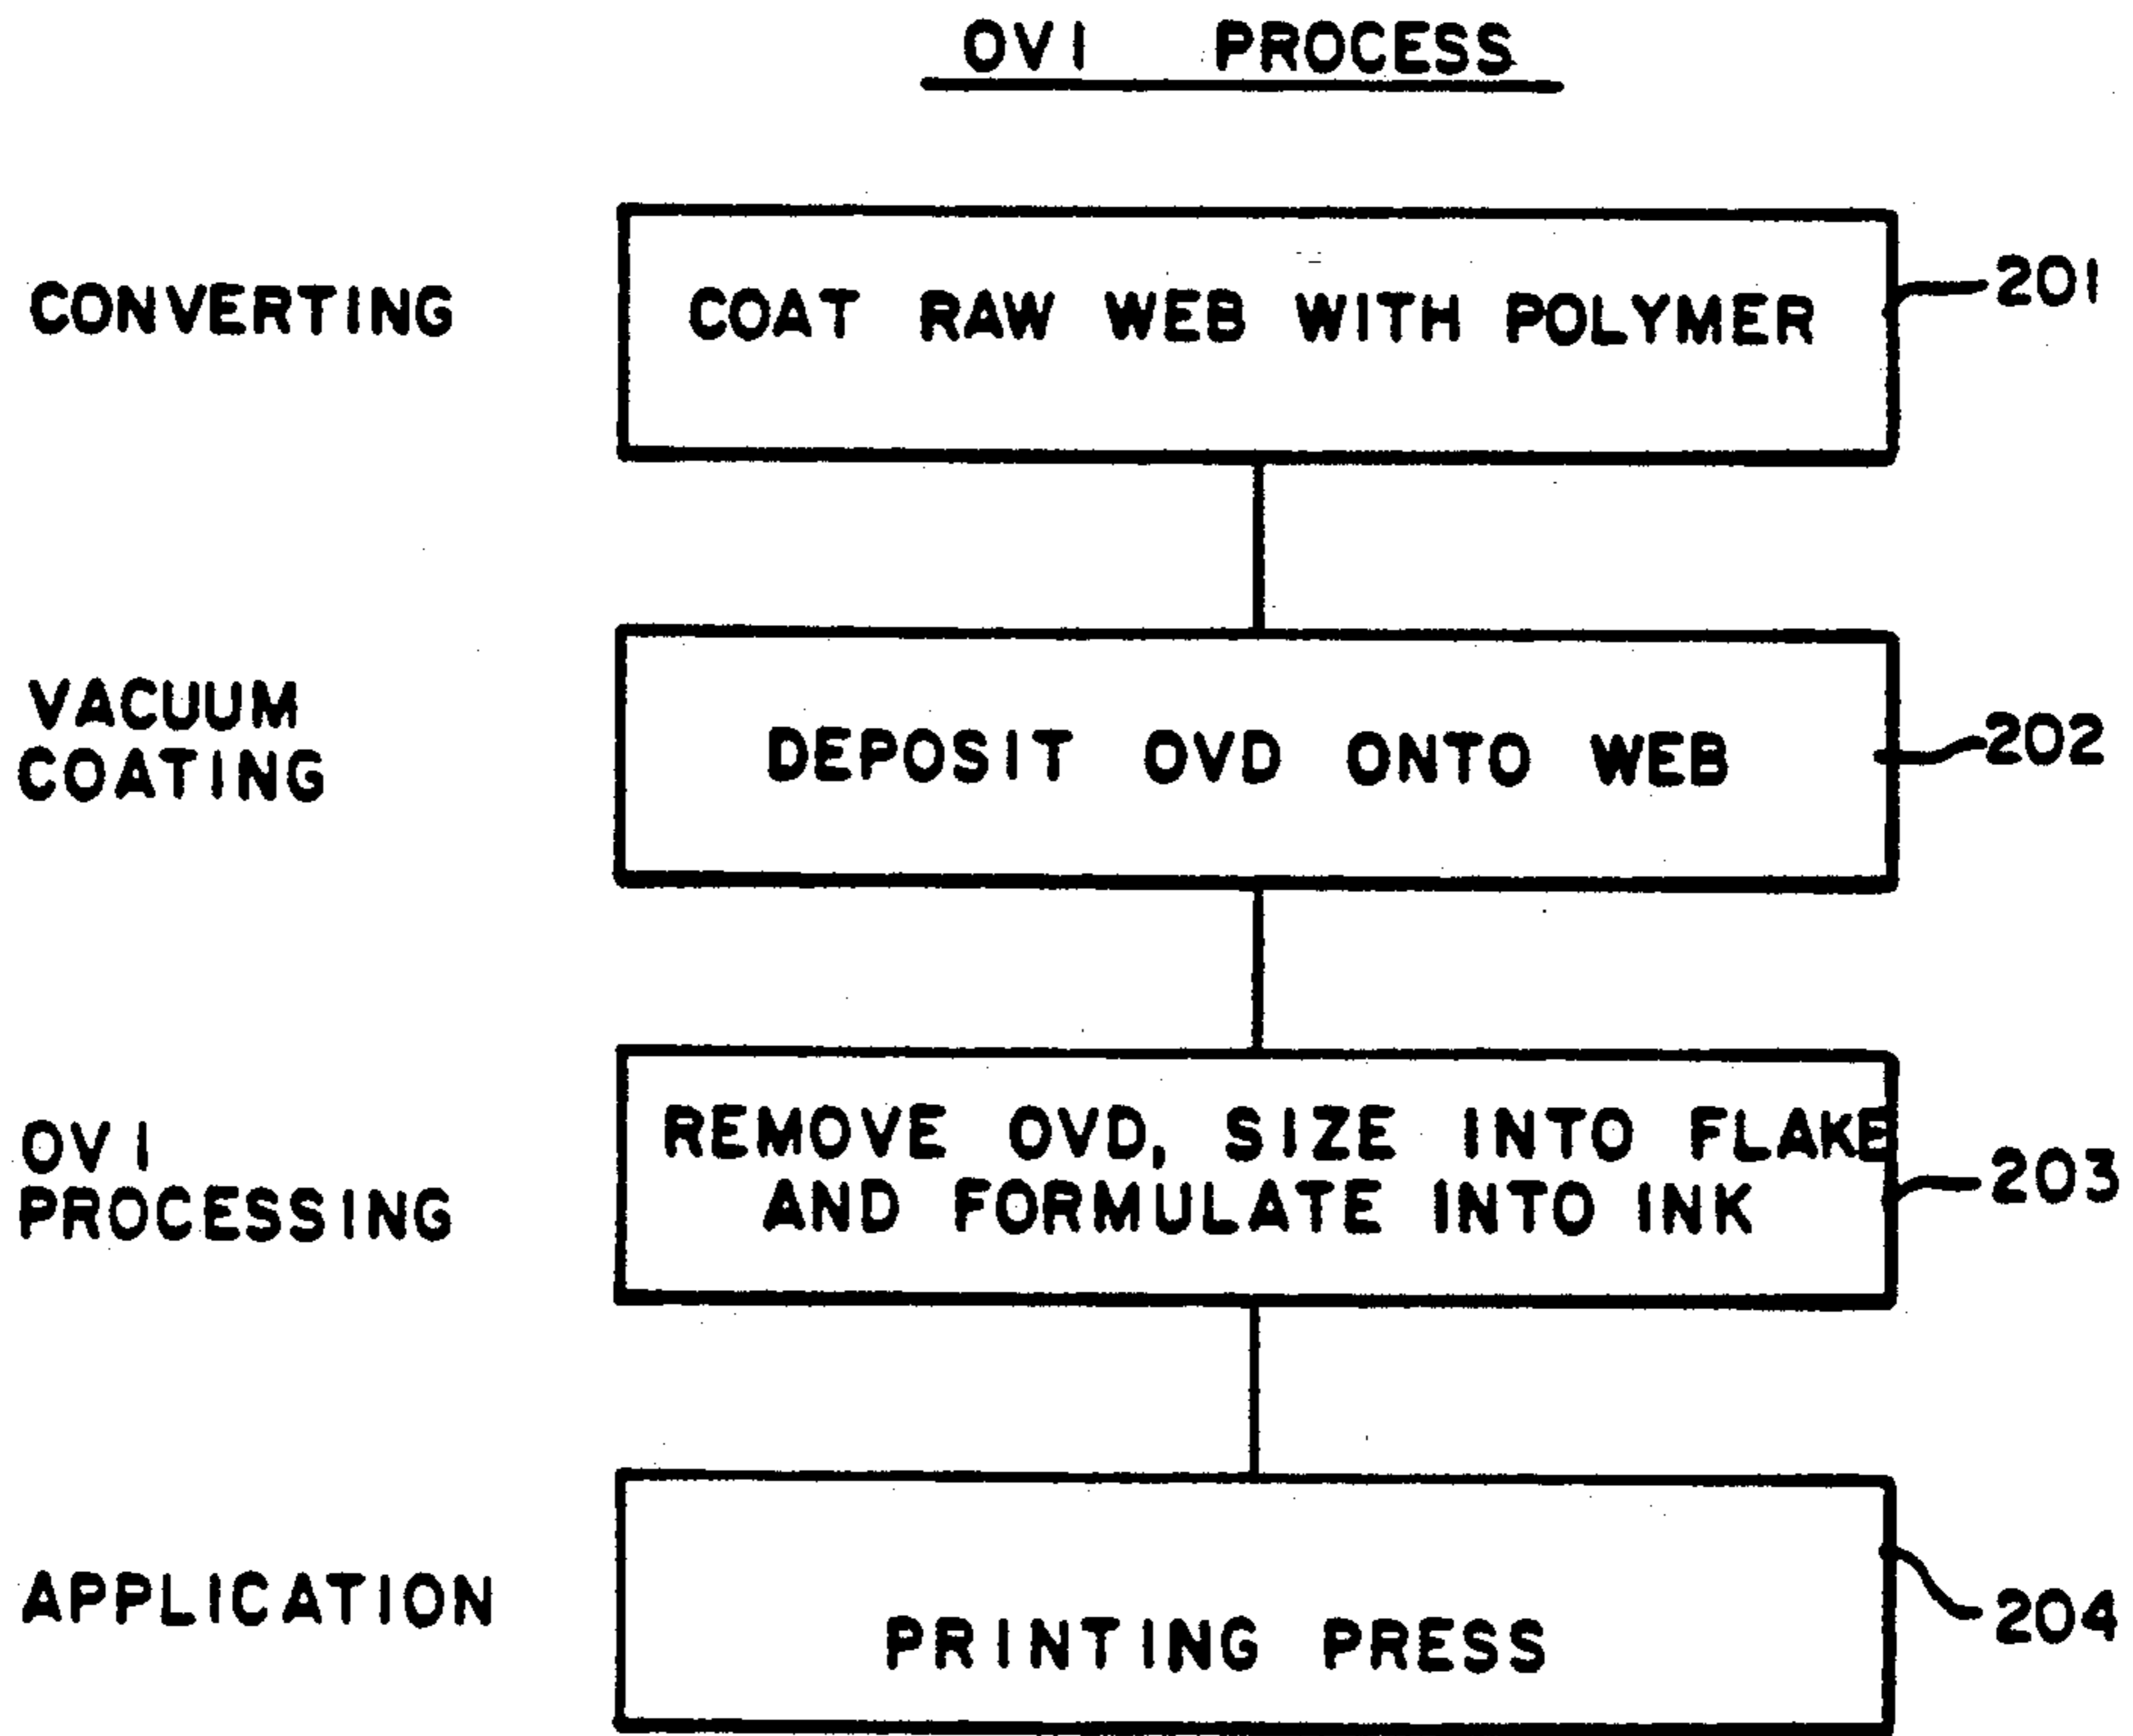 OVI PROCESS
CONVERTING
COAT RAW WEB WITH POLYMER
201
VACUUM
COATING
DEPOSIT OVD ONTO WEB
202
OVI
PROCESSING
REMOVE OVD, SIZE INTO FLAKE
AND FORMULATE INTO INK
203
APPLICATION
PRINTING PRESS
204